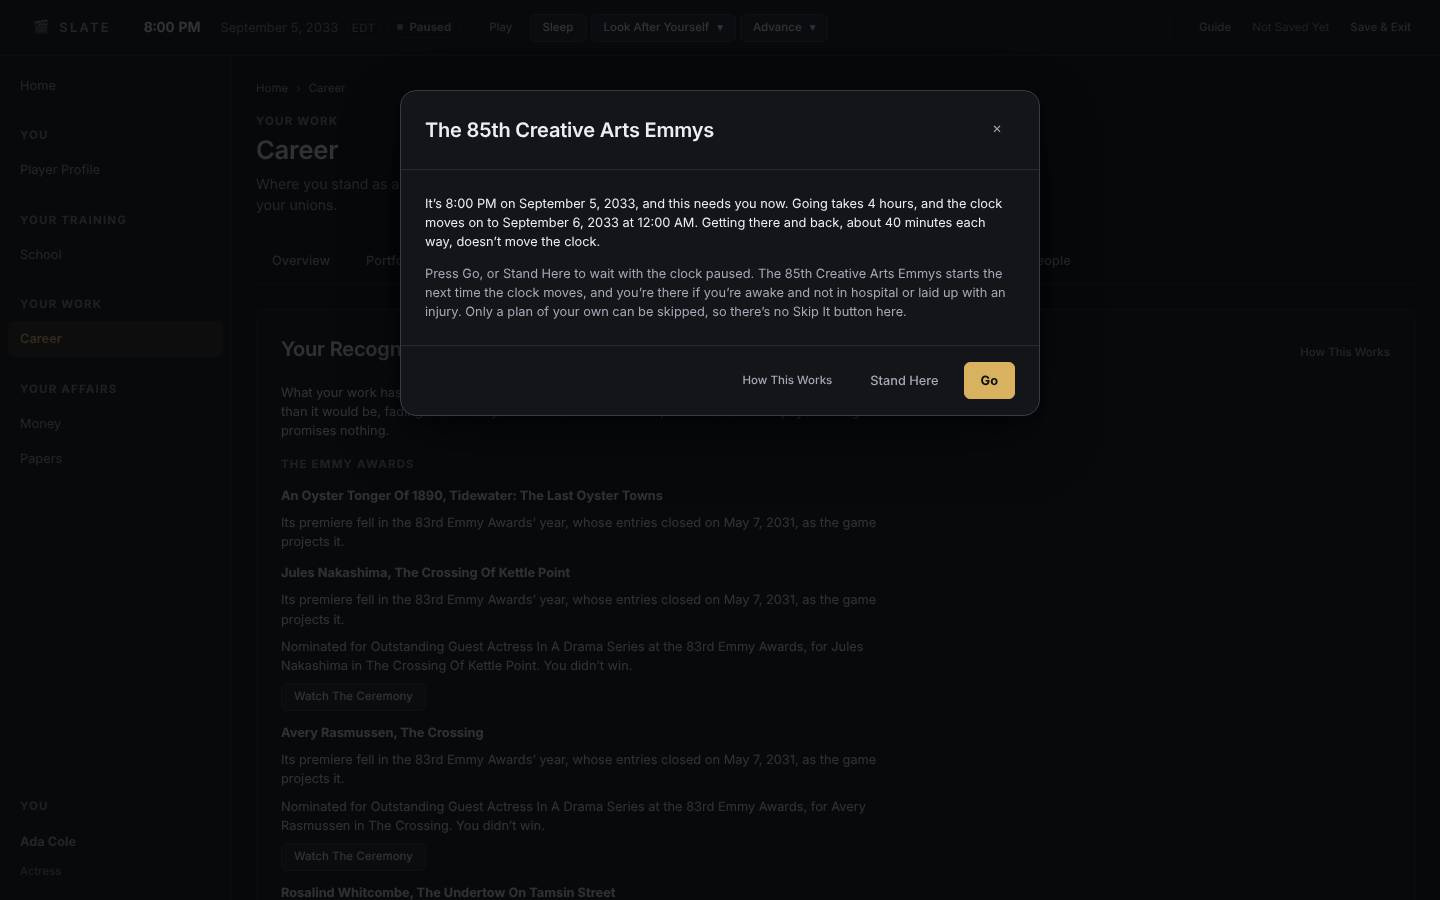 SLATE
8:00 PM
September 5, 2033
EDT
Paused
Play
Sleep
Look After Yourself
Advance
Guide
Not Saved Yet
Save & Exit
Home
YOU
Player Profile
YOUR TRAINING
School
YOUR WORK
Career
YOUR AFFAIRS
Money
Papers
YOU
Ada Cole
Actress
Home › Career
YOUR WORK
Career
Where you stand as a
your unions.
Overview
The 85th Creative Arts Emmys
×
It's 8:00 PM on September 5, 2033, and this needs you now. Going takes 4 hours, and the clock
moves on to September 6, 2033 at 12:00 AM. Getting there and back, about 40 minutes each
way, doesn't move the clock.
Press Go, or Stand Here to wait with the clock paused. The 85th Creative Arts Emmys starts the
next time the clock moves, and you're there if you're awake and not in hospital or laid up with an
injury. Only a plan of your own can be skipped, so there's no Skip It button here.
How This Works
Stand Here
Go
Your Recogn
How This Works
What your work has
than it would be,
promises nothing.
THE EMMY AWARDS
An Oyster Tonger Of 1890, Tidewater: The Last Oyster Towns
Its premiere fell in the 83rd Emmy Awards' year, whose entries closed on May 7, 2031, as the game
projects it.
Jules Nakashima, The Crossing Of Kettle Point
Its premiere fell in the 83rd Emmy Awards' year, whose entries closed on May 7, 2031, as the game
projects it.
Nominated for Outstanding Guest Actress In A Drama Series at the 83rd Emmy Awards, for Jules
Nakashima in The Crossing Of Kettle Point. You didn't win.
Watch The Ceremony
Avery Rasmussen, The Crossing
Its premiere fell in the 83rd Emmy Awards' year, whose entries closed on May 7, 2031, as the game
projects it.
Nominated for Outstanding Guest Actress In A Drama Series at the 83rd Emmy Awards, for Avery
Rasmussen in The Crossing. You didn't win.
Watch The Ceremony
Rosalind Whitcombe, The Undertow On Tamsin Street